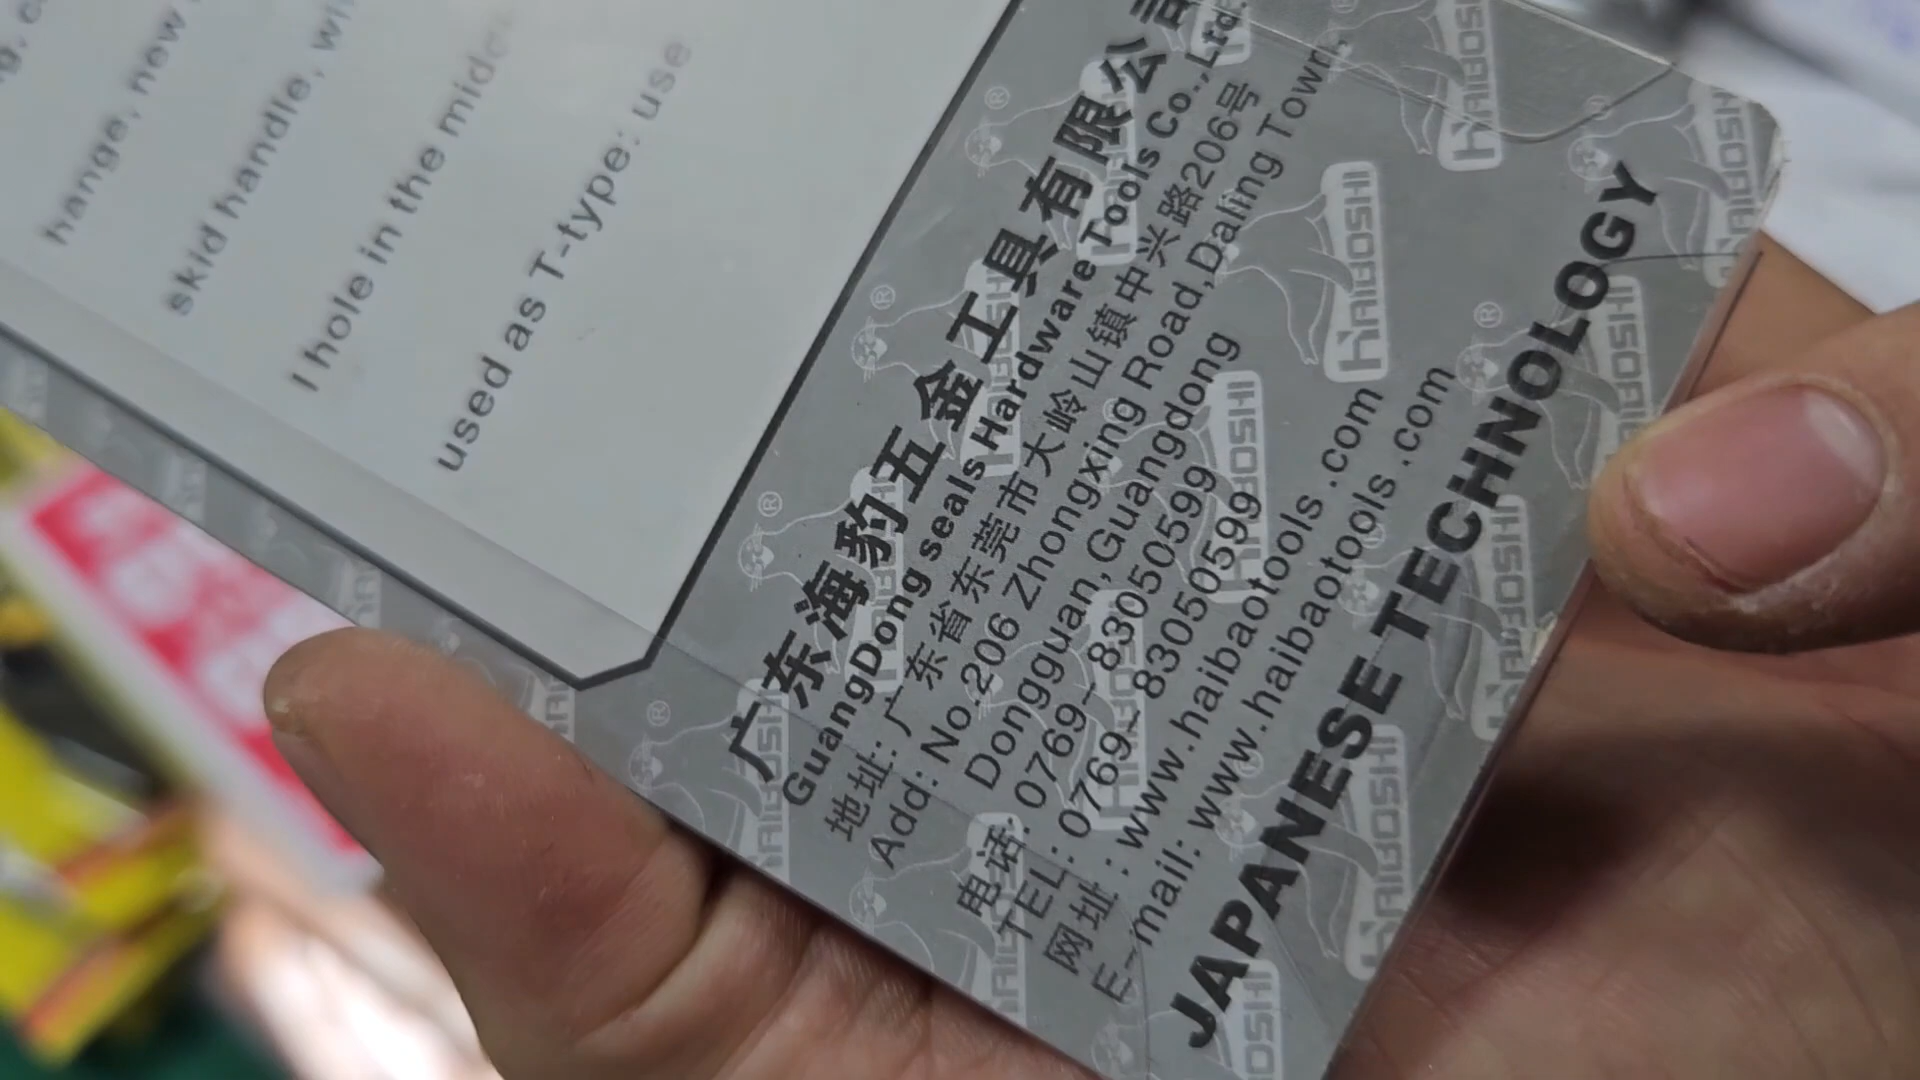 hange, new
skid handle, wi
l hole in the mid
used as T-type: use
广东海豹五金工具有限公司
GuangDong seals Hardware Tools Co.,Ltd.
地址: 广东省东莞市大岭山镇中兴路206号
Add: No.206 Zhongxing Road,Daling Town,
Dongguan,Guangdong
电话: 0769-83050599
TEL: 0769-83050599
网址: www.haibaotools.com
E-mail: www.haibaotools.com
JAPANESE TECHNOLOGY
HAIBOSHI